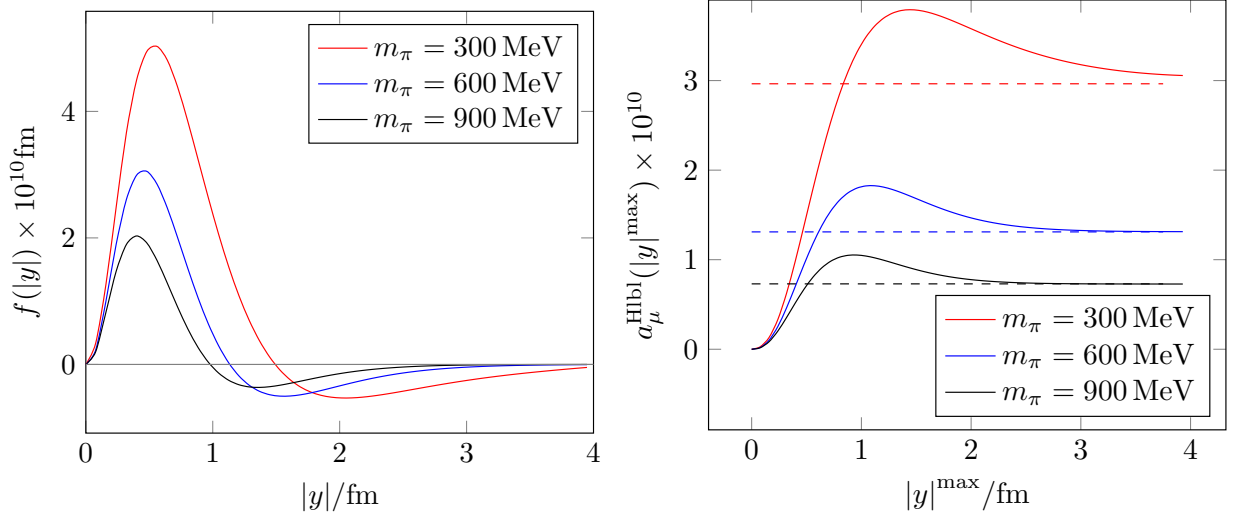 m_π = 300 MeV
m_π = 600 MeV
m_π = 900 MeV
f(|y|) × 10^10 fm
4
2
0
0 1 2 3 4
|y|/fm
m_π = 300 MeV
m_π = 600 MeV
m_π = 900 MeV
a_μ^Hlbl(|y|^max) × 10^10
3
2
1
0
0 1 2 3 4
|y|^max/fm